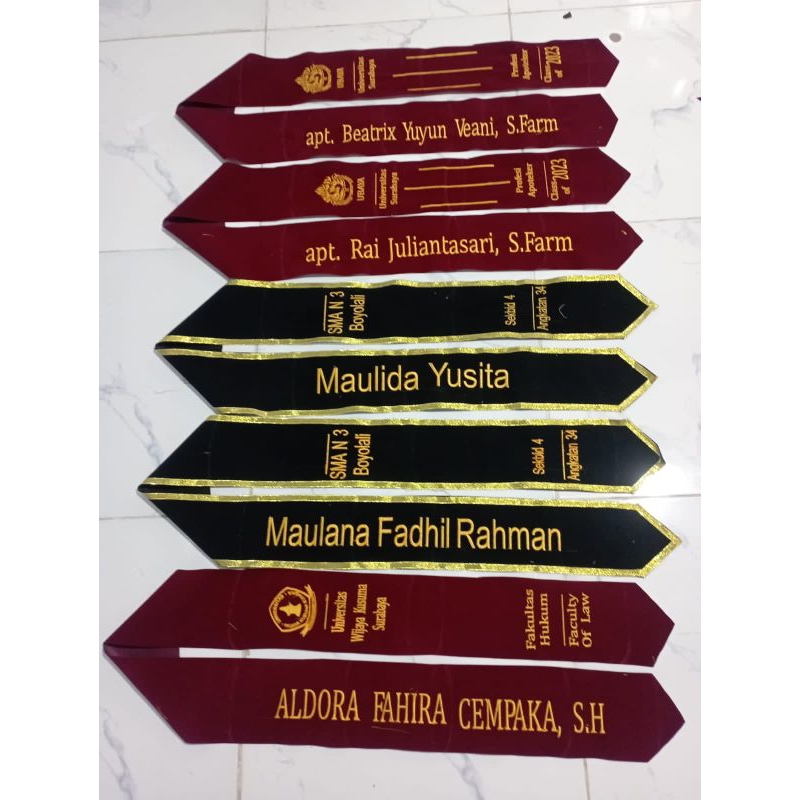 UBAYA
Universitas
Surabaya
Profesi
Apoteker
Class of 2023
apt. Beatrix Yuyun Veani, S.Farm
UBAYA
Universitas
Surabaya
Profesi
Apoteker
Class of 2023
apt. Rai Juliantasari, S.Farm
SMA N 3
Boyolali
Sekbid 4
Angkatan 34
Maulida Yusita
SMA N 3
Boyolali
Sekbid 4
Angkatan 34
Maulana Fadhil Rahman
Universitas
Wijaya Kusuma
Surabaya
Fakultas
Hukum
Faculty
Of Law
ALDORA FAHIRA CEMPAKA, S.H